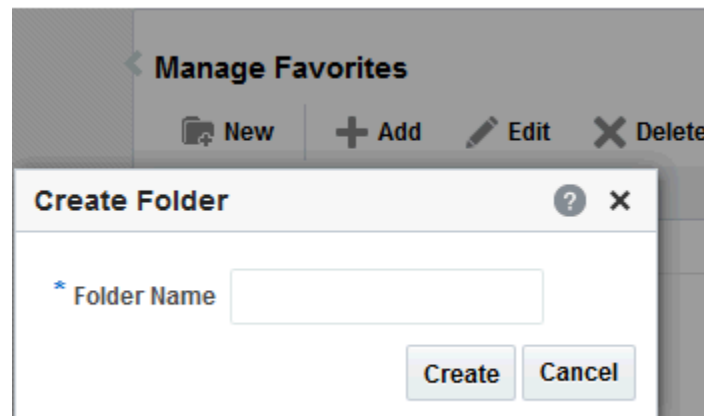 Manage Favorites
New Add Edit Delete
Create Folder ?
* Folder Name
Create Cancel